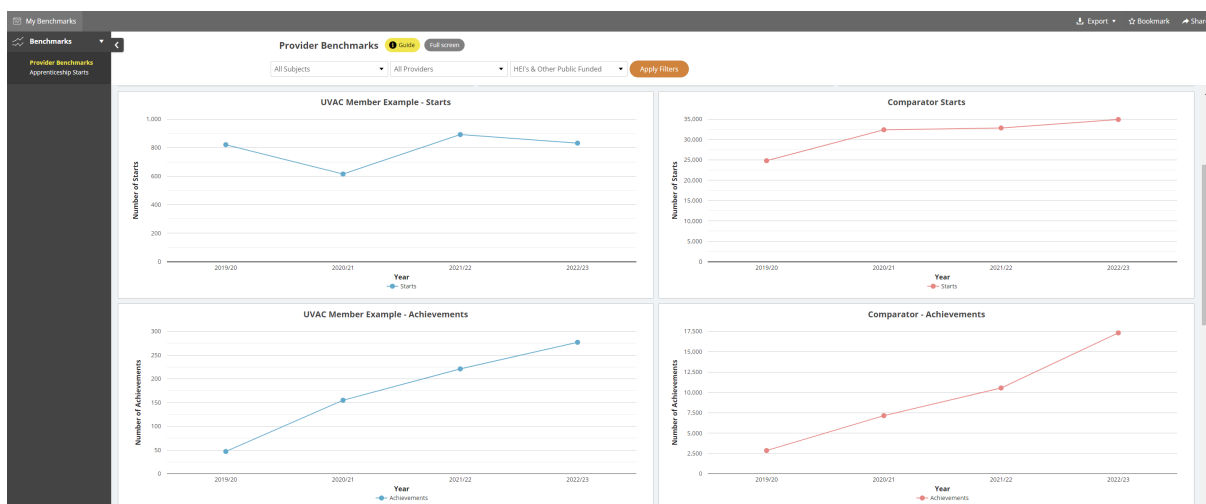 My Benchmarks
Export
Bookmark
Share
Benchmarks
Provider Benchmarks
Apprenticeship Starts
Provider Benchmarks
Guide
Full screen
All Subjects
All Providers
HEI's & Other Public Funded
Apply Filters
UVAC Member Example - Starts
Number of Starts
1,000
800
600
400
200
0
2019/20 2020/21 2021/22 2022/23
Year
Starts
Comparator Starts
Number of Starts
35,000
30,000
25,000
20,000
15,000
10,000
5,000
0
2019/20 2020/21 2021/22 2022/23
Year
Starts
UVAC Member Example - Achievements
Number of Achievements
300
250
200
150
100
50
0
2019/20 2020/21 2021/22 2022/23
Year
Achievements
Comparator - Achievements
Number of Achievements
17,500
15,000
12,500
10,000
7,500
5,000
2,500
0
2019/20 2020/21 2021/22 2022/23
Year
Achievements